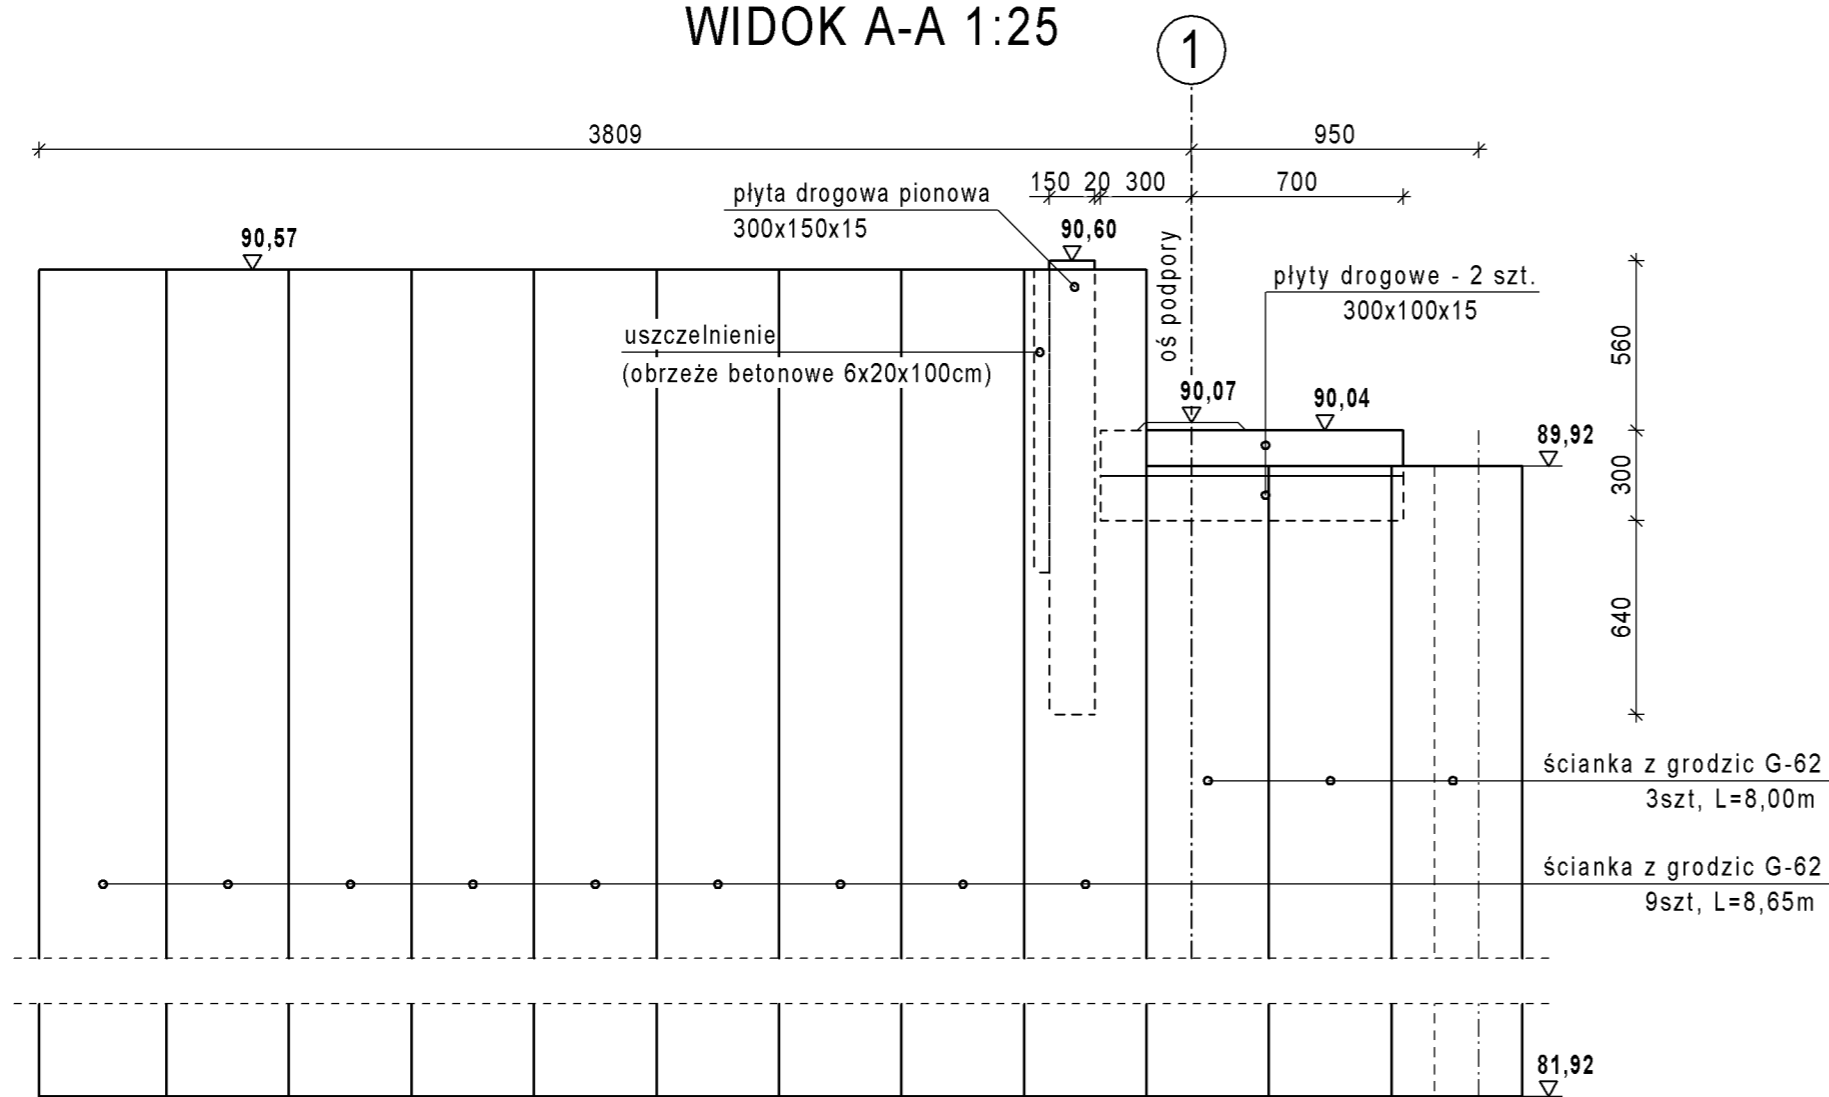 WIDOK A-A 1:25
1
3809
950
150 20 300
700
płyta drogowa pionowa
300x150x15
90,57
90,60
oś podpory
płyty drogowe - 2 szt.
300x100x15
uszczelnienie
(obrzeże betonowe 6x20x100cm)
560
90,07
90,04
89,92
300
640
ścianka z grodzic G-62
3szt, L=8,00m
ścianka z grodzic G-62
9szt, L=8,65m
81,92